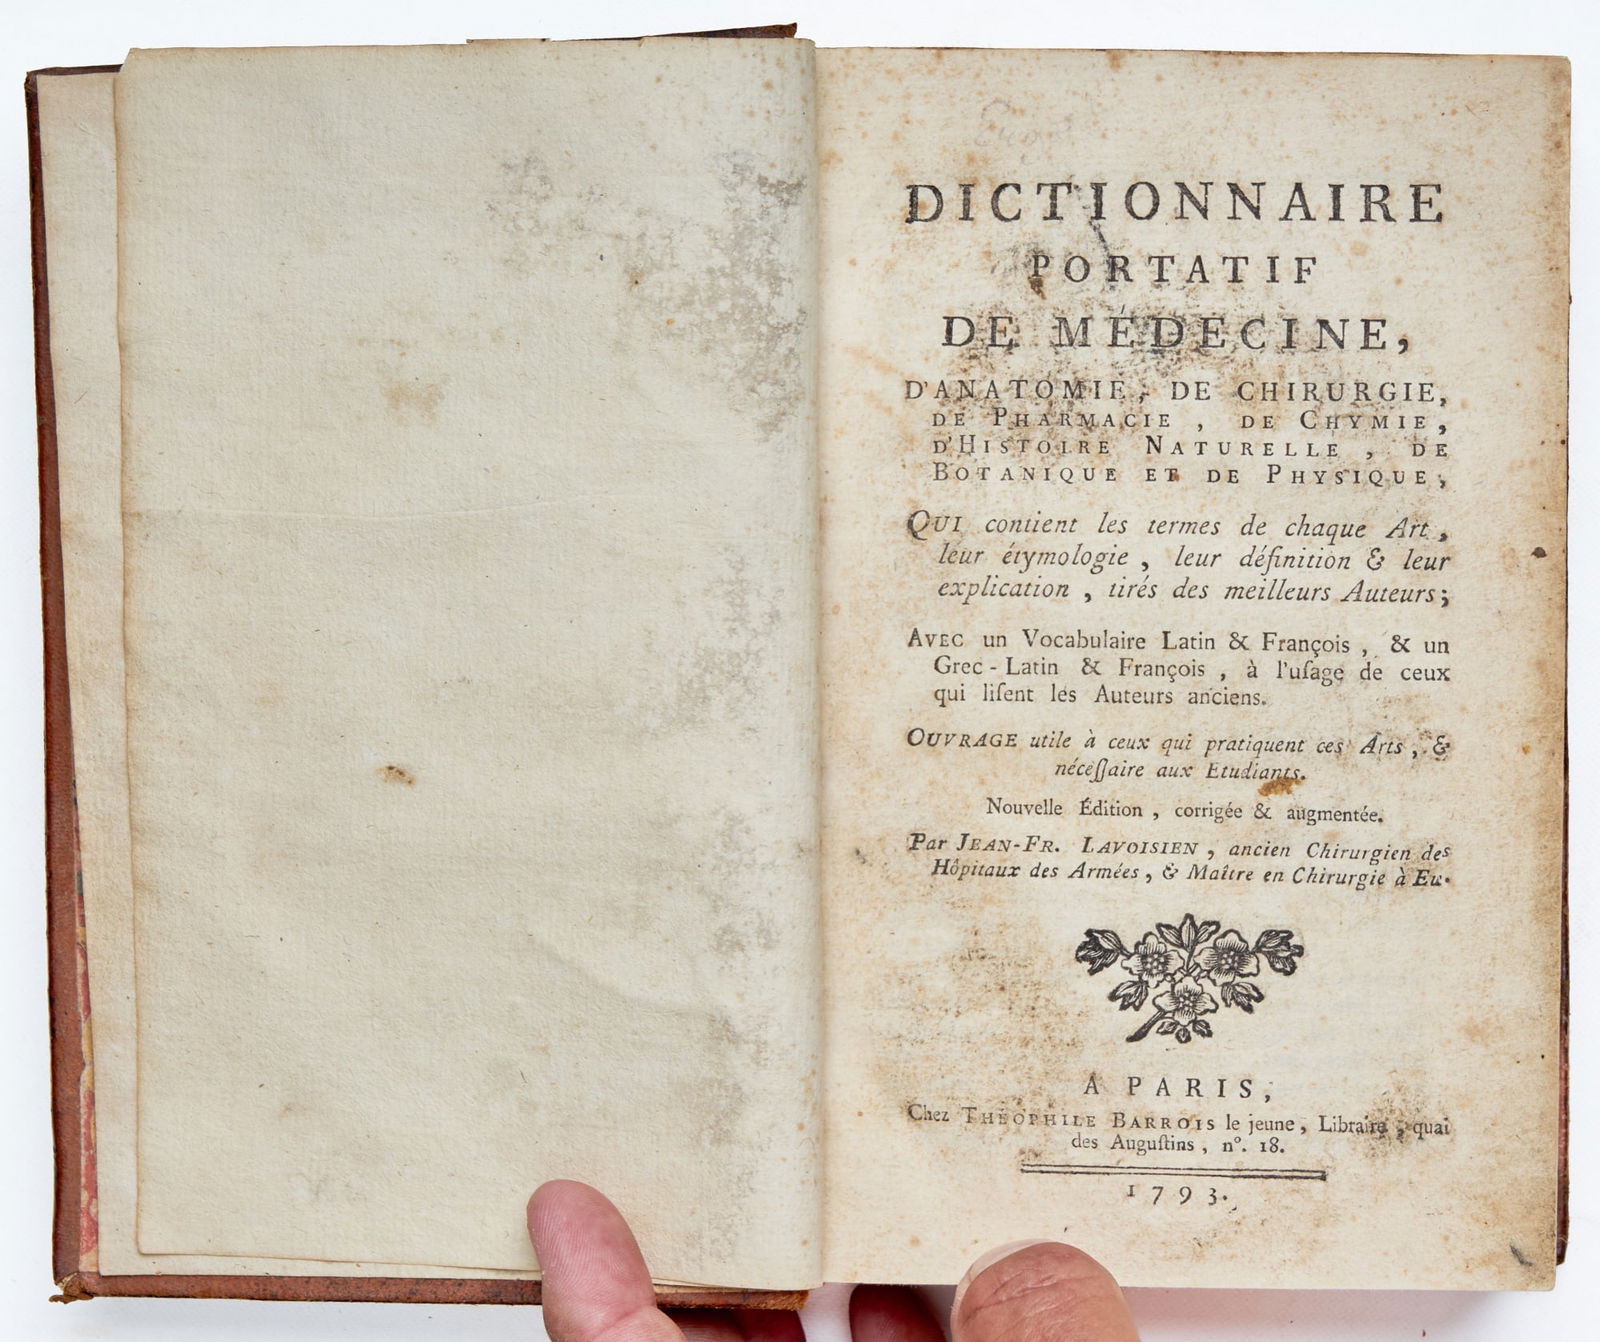 DICTIONNAIRE
PORTATIF
DE MÉDECINE,
D'ANATOMIE, DE CHIRURGIE,
DE PHARMACIE, DE CHYMIE,
D'HISTOIRE NATURELLE, DE
BOTANIQUE ET DE PHYSIQUE,
QUI contient les termes de chaque Art,
leur étymologie, leur définition & leur
explication, tirés des meilleurs Auteurs;
AVEC un Vocabulaire Latin & François, & un
Grec-Latin & François, à l'uſage de ceux
qui liſent les Auteurs anciens.
OUVRAGE utile à ceux qui pratiquent ces Arts, &
néceſſaire aux Etudiants.
Nouvelle Édition, corrigée & augmentée.
Par JEAN-FR. LAVOISIEN, ancien Chirurgien des
Hôpitaux des Armées, & Maître en Chirurgie à Eu.
A PARIS,
Chez THÉOPHILE BARROIS le jeune, Libraire, quai
des Auguſtins, nº. 18.
1793.